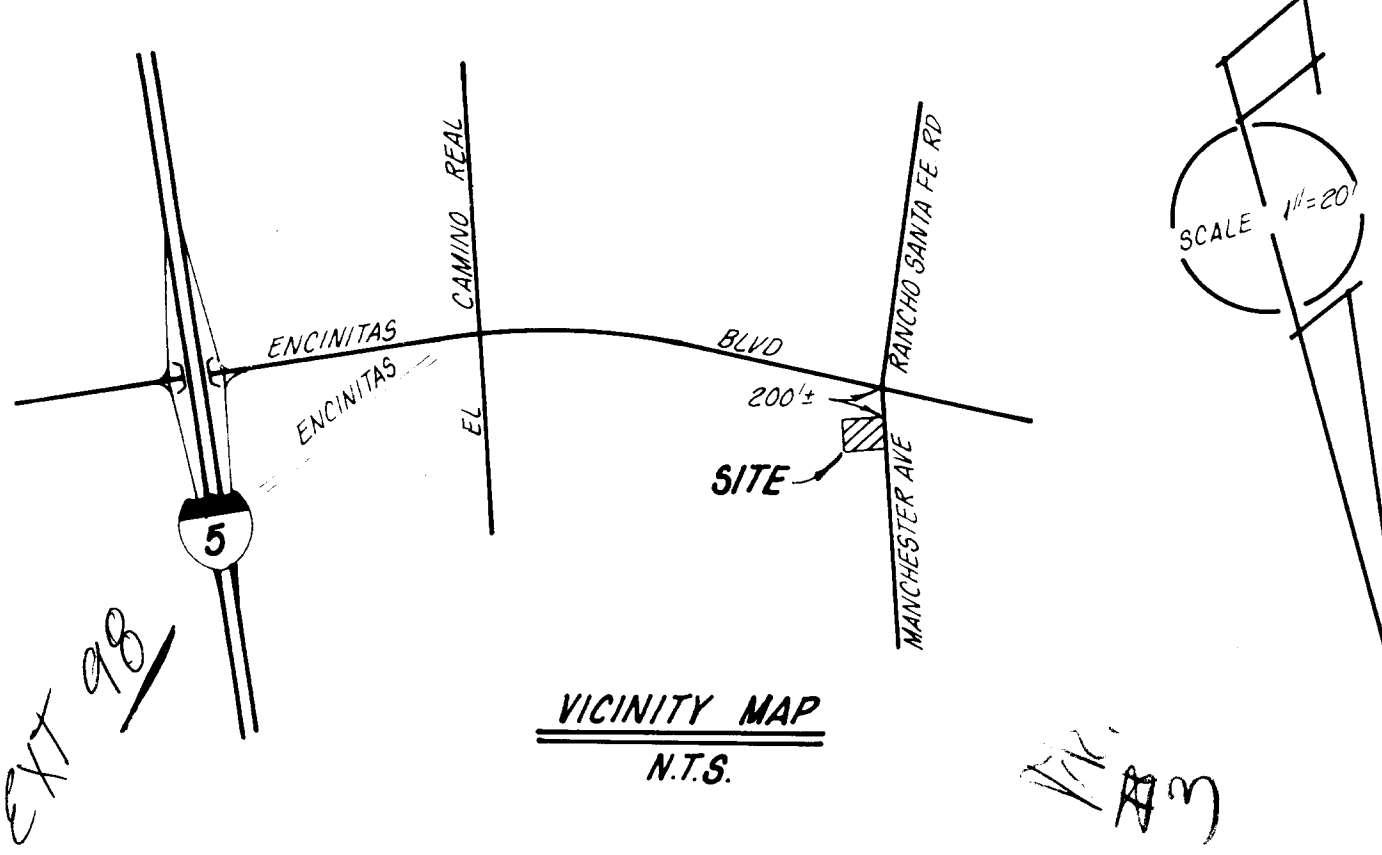 EL CAMINO REAL
RANCHO SANTA FE RD
SCALE 1"=20'
ENCINITAS BLVD
ENCINITAS
200'±
SITE
MANCHESTER AVE
5
EXT 98
VICINITY MAP
N.T.S.
3